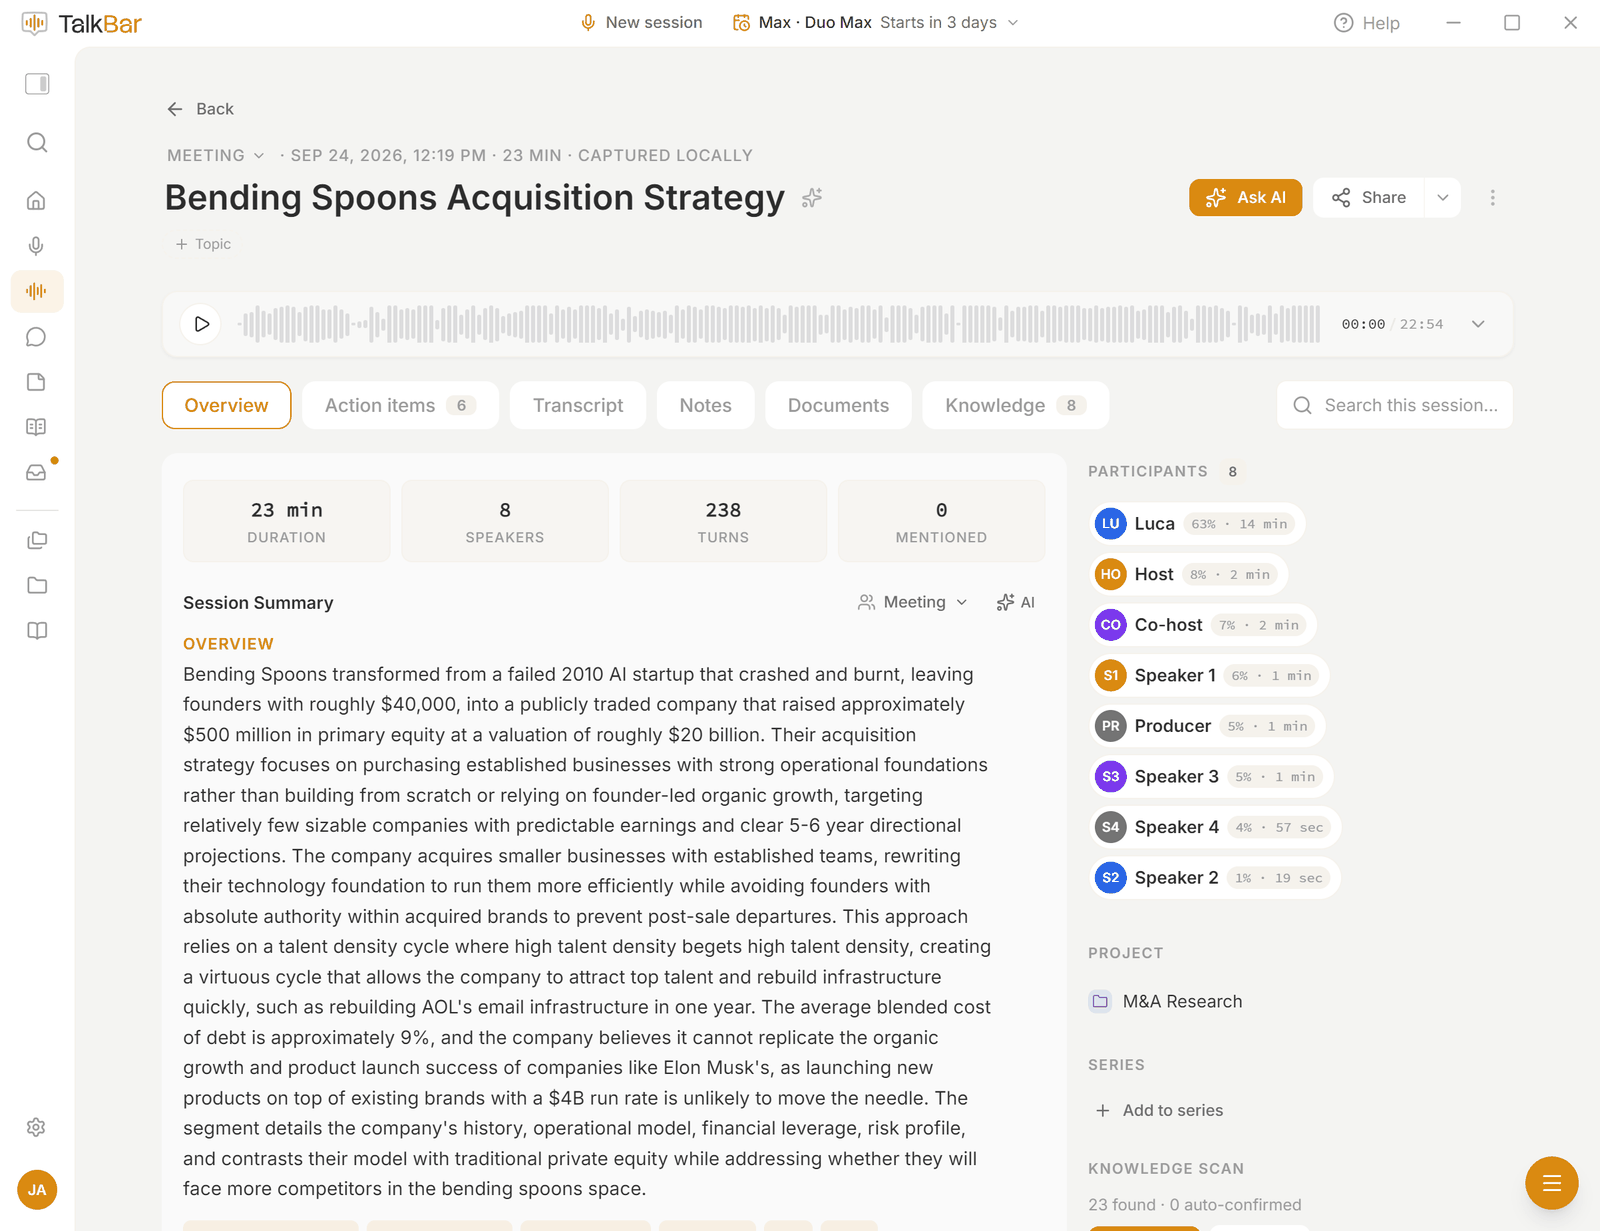 TalkBar
New session
Max · Duo Max Starts in 3 days
Help
Back
MEETING · SEP 24, 2026, 12:19 PM · 23 MIN · CAPTURED LOCALLY
Bending Spoons Acquisition Strategy
Ask AI
Share
+ Topic
00:00 / 22:54
Overview
Action items 6
Transcript
Notes
Documents
Knowledge 8
Search this session...
23 min
DURATION
8
SPEAKERS
238
TURNS
0
MENTIONED
Session Summary
Meeting
AI
OVERVIEW
Bending Spoons transformed from a failed 2010 AI startup that crashed and burnt, leaving
founders with roughly $40,000, into a publicly traded company that raised approximately
$500 million in primary equity at a valuation of roughly $20 billion. Their acquisition
strategy focuses on purchasing established businesses with strong operational foundations
rather than building from scratch or relying on founder-led organic growth, targeting
relatively few sizable companies with predictable earnings and clear 5-6 year directional
projections. The company acquires smaller businesses with established teams, rewriting
their technology foundation to run them more efficiently while avoiding founders with
absolute authority within acquired brands to prevent post-sale departures. This approach
relies on a talent density cycle where high talent density begets high talent density, creating
a virtuous cycle that allows the company to attract top talent and rebuild infrastructure
quickly, such as rebuilding AOL's email infrastructure in one year. The average blended cost
of debt is approximately 9%, and the company believes it cannot replicate the organic
growth and product launch success of companies like Elon Musk's, as launching new
products on top of existing brands with a $4B run rate is unlikely to move the needle. The
segment details the company's history, operational model, financial leverage, risk profile,
and contrasts their model with traditional private equity while addressing whether they will
face more competitors in the bending spoons space.
PARTICIPANTS 8
LU Luca 63% · 14 min
HO Host 8% · 2 min
CO Co-host 7% · 2 min
S1 Speaker 1 6% · 1 min
PR Producer 5% · 1 min
S3 Speaker 3 5% · 1 min
S4 Speaker 4 4% · 57 sec
S2 Speaker 2 1% · 19 sec
PROJECT
M&A Research
SERIES
+ Add to series
KNOWLEDGE SCAN
23 found · 0 auto-confirmed
JA